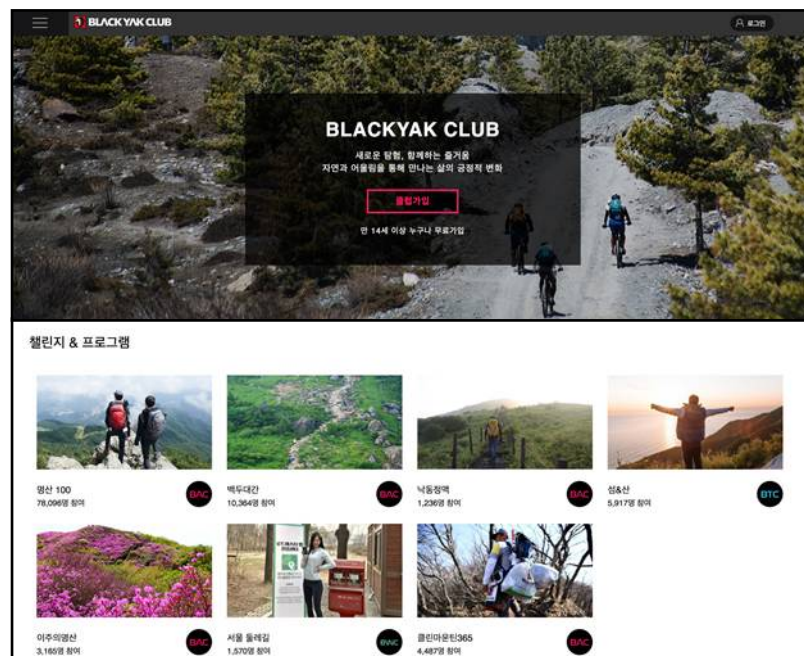 BLACK YAK CLUB
로그인
BLACKYAK CLUB
새로운 탐험, 함께하는 즐거움
자연과 어울림을 통해 만나는 삶의 긍정적 변화
클럽가입
만 14세 이상 누구나 무료가입
챌린지 & 프로그램
명산 100
78,096명 참여
BAC
백두대간
10,364명 참여
BAC
낙동정맥
1,236명 참여
BAC
섬&산
5,917명 참여
BTC
이주의명산
3,165명 참여
BAC
서울 둘레길
1,570명 참여
클린마운틴365
4,487명 참여
BAC